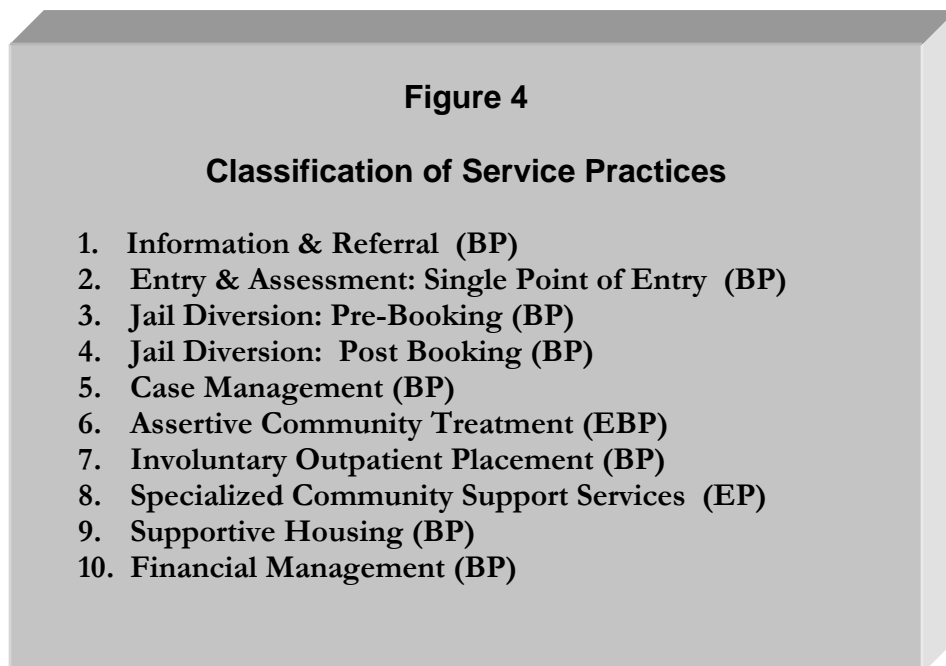 Figure 4
Classification of Service Practices
1. Information & Referral (BP)
2. Entry & Assessment: Single Point of Entry (BP)
3. Jail Diversion: Pre-Booking (BP)
4. Jail Diversion: Post Booking (BP)
5. Case Management (BP)
6. Assertive Community Treatment (EBP)
7. Involuntary Outpatient Placement (BP)
8. Specialized Community Support Services (EP)
9. Supportive Housing (BP)
10. Financial Management (BP)